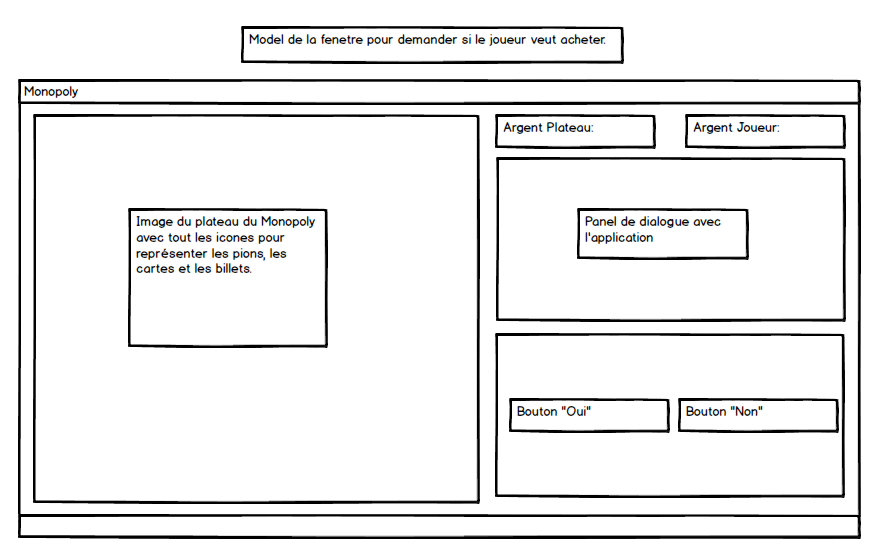 Model de la fenetre pour demander si le joueur veut acheter.
Monopoly
Argent Plateau:
Argent Joueur:
Image du plateau du Monopoly
avec tout les icones pour
représenter les pions, les
cartes et les billets.
Panel de dialogue avec
l'application
Bouton "Oui"
Bouton "Non"